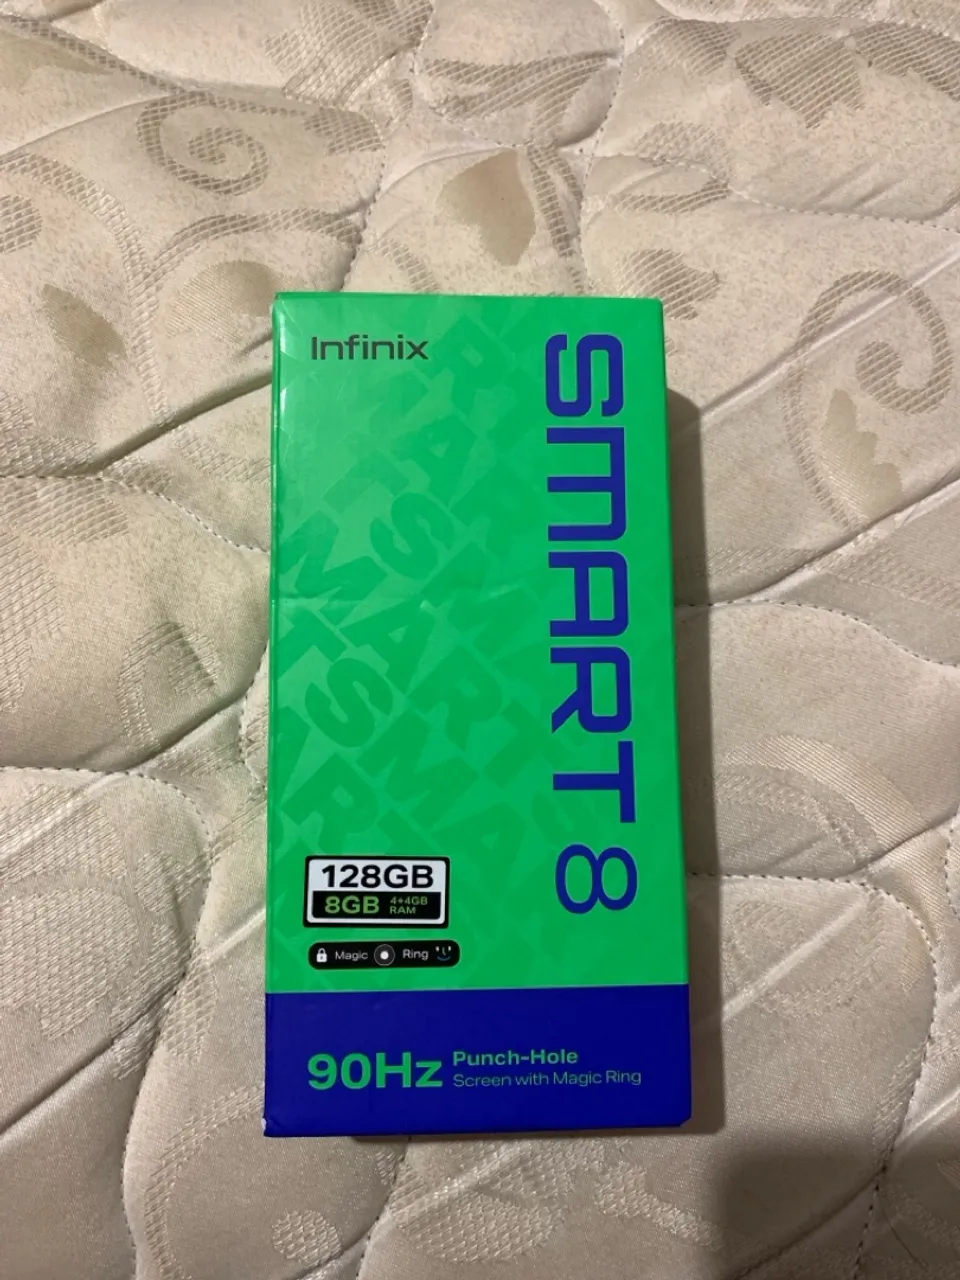 Infinix
SMART 8
128GB
8GB 4+4GB RAM
Magic Ring
90Hz Punch-Hole
Screen with Magic Ring